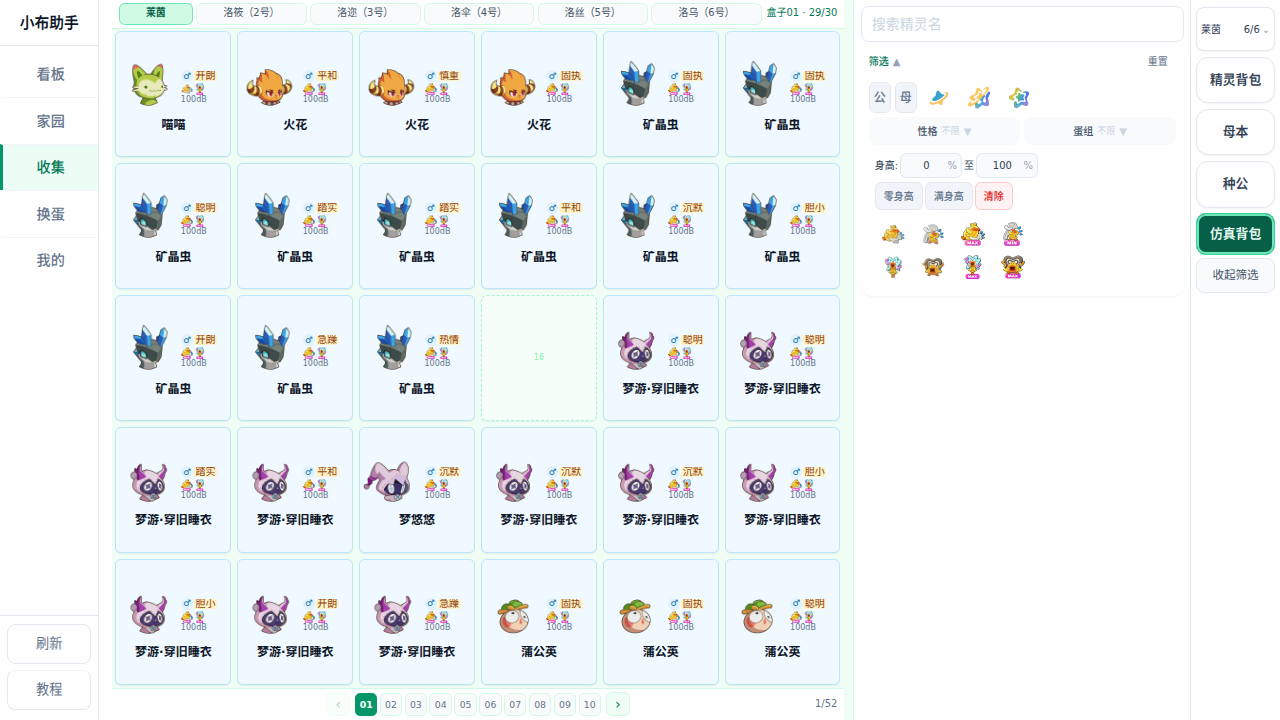 小布助手
看板
家园
收集
换蛋
我的
刷新
教程
莱茵
洛筱（2号）
洛迩（3号）
洛伞（4号）
洛丝（5号）
洛乌（6号）
盒子01 · 29/30
♂ 开朗
100dB
喵喵
♂ 平和
100dB
火花
♂ 慎重
100dB
火花
♂ 固执
100dB
火花
♂ 固执
100dB
矿晶虫
♂ 固执
100dB
矿晶虫
♂ 聪明
100dB
矿晶虫
♂ 踏实
100dB
矿晶虫
♂ 踏实
100dB
矿晶虫
♂ 平和
100dB
矿晶虫
♂ 沉默
100dB
矿晶虫
♂ 胆小
100dB
矿晶虫
♂ 开朗
100dB
矿晶虫
♂ 急躁
100dB
矿晶虫
♂ 热情
100dB
矿晶虫
16
♂ 聪明
100dB
梦游·穿旧睡衣
♂ 聪明
100dB
梦游·穿旧睡衣
♂ 踏实
100dB
梦游·穿旧睡衣
♂ 平和
100dB
梦游·穿旧睡衣
♂ 沉默
100dB
梦悠悠
♂ 沉默
100dB
梦游·穿旧睡衣
♂ 沉默
100dB
梦游·穿旧睡衣
♂ 胆小
100dB
梦游·穿旧睡衣
♂ 胆小
100dB
梦游·穿旧睡衣
♂ 开朗
100dB
梦游·穿旧睡衣
♂ 急躁
100dB
梦游·穿旧睡衣
♂ 固执
100dB
蒲公英
♂ 固执
100dB
蒲公英
♂ 聪明
100dB
蒲公英
‹ 01 02 03 04 05 06 07 08 09 10 ›
1/52
搜索精灵名
筛选 ▲
重置
公 母
性格 不限 ▼
蛋组 不限 ▼
身高: 0 % 至 100 %
零身高 满身高 清除
MAX
MIN
MAX
MAX
莱茵 6/6
精灵背包
母本
种公
仿真背包
收起筛选